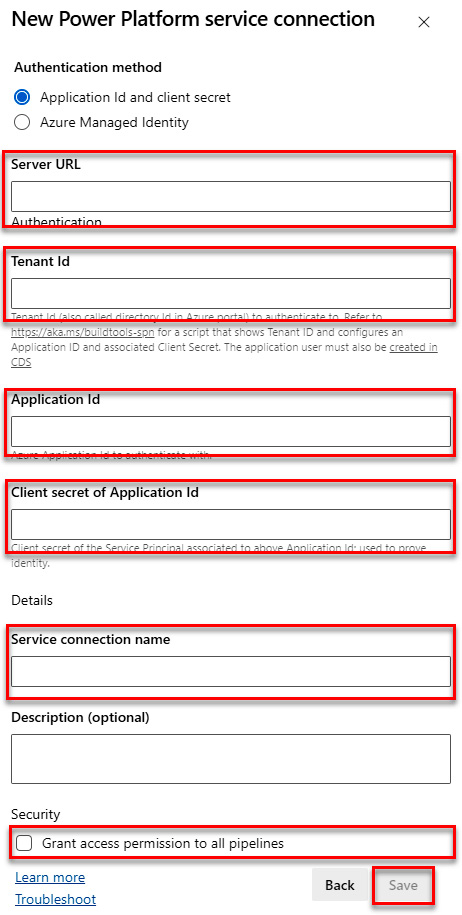 New Power Platform service connection
Authentication method
Application Id and client secret
Azure Managed Identity
Server URL
Authentication
Tenant Id
Tenant Id (also called directory Id in Azure portal) to authenticate to. Refer to
https://aka.ms/buildtools-spn for a script that shows Tenant ID and configures an
Application ID and associated Client Secret. The application user must also be created in
CDS
Application Id
Azure Application Id to authenticate with.
Client secret of Application Id
Client secret of the Service Principal associated to above Application Id; used to prove
identity.
Details
Service connection name
Description (optional)
Security
Grant access permission to all pipelines
Learn more
Troubleshoot
Back
Save